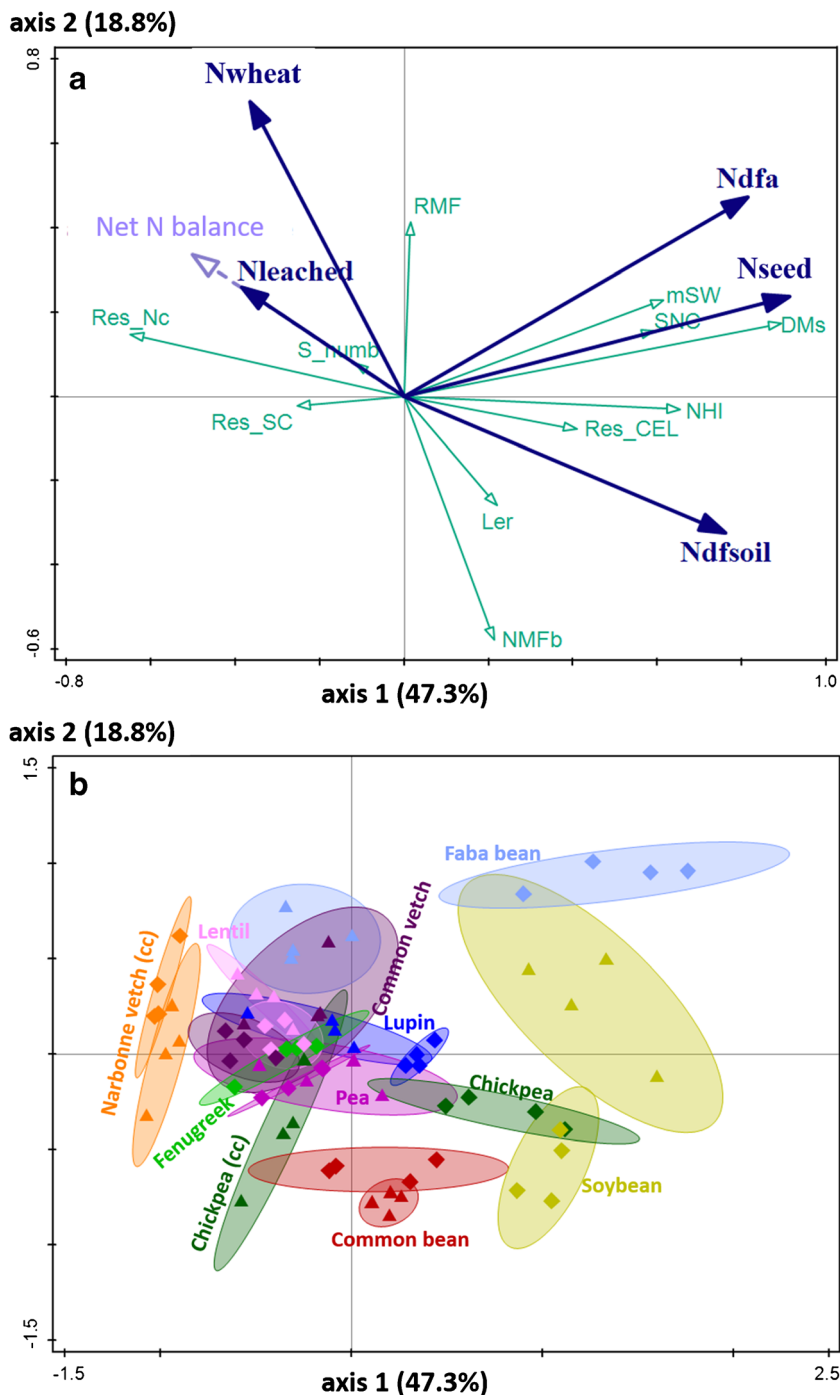 axis 2 (18.8%)
0.8
a
Nwheat
Ndfa
RMF
Net N balance
Nleached
Nseed
mSW
SNC
DMs
Res_Nc
S_numb
Res_SC
NHI
Res_CEL
Ler
Ndfsoil
NMFb
-0.6
-0.8
1.0
axis 1 (47.3%)
axis 2 (18.8%)
1.5
b
Faba bean
Lentil
Common vetch
Narbonne vetch (cc)
Lupin
Chickpea
Pea
Fenugreek
Chickpea (cc)
Soybean
Common bean
-1.5
-1.5
2.5
axis 1 (47.3%)